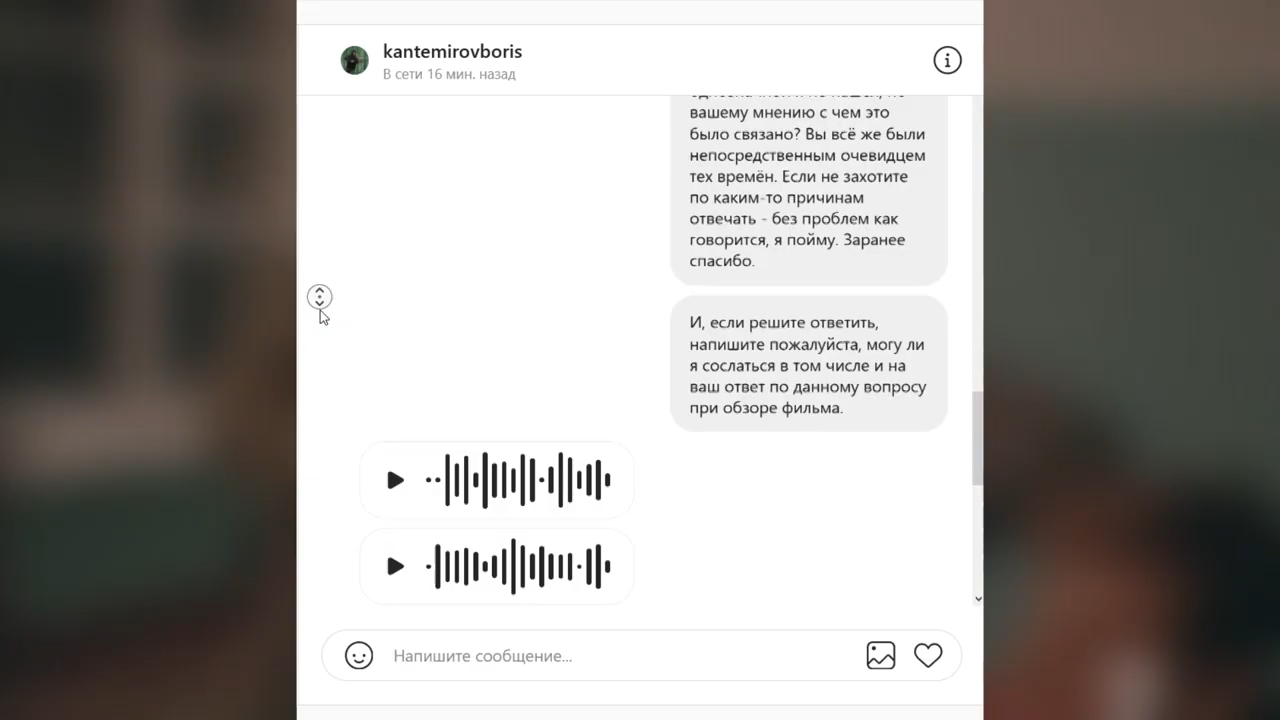 kantemirovboris
В сети 16 мин. назад
вашему мнению с чем это
было связано? Вы всё же были
непосредственным очевидцем
тех времён. Если не захотите
по каким-то причинам
отвечать - без проблем как
говорится, я пойму. Заранее
спасибо.
И, если решите ответить,
напишите пожалуйста, могу ли
я сослаться в том числе и на
ваш ответ по данному вопросу
при обзоре фильма.
Напишите сообщение...